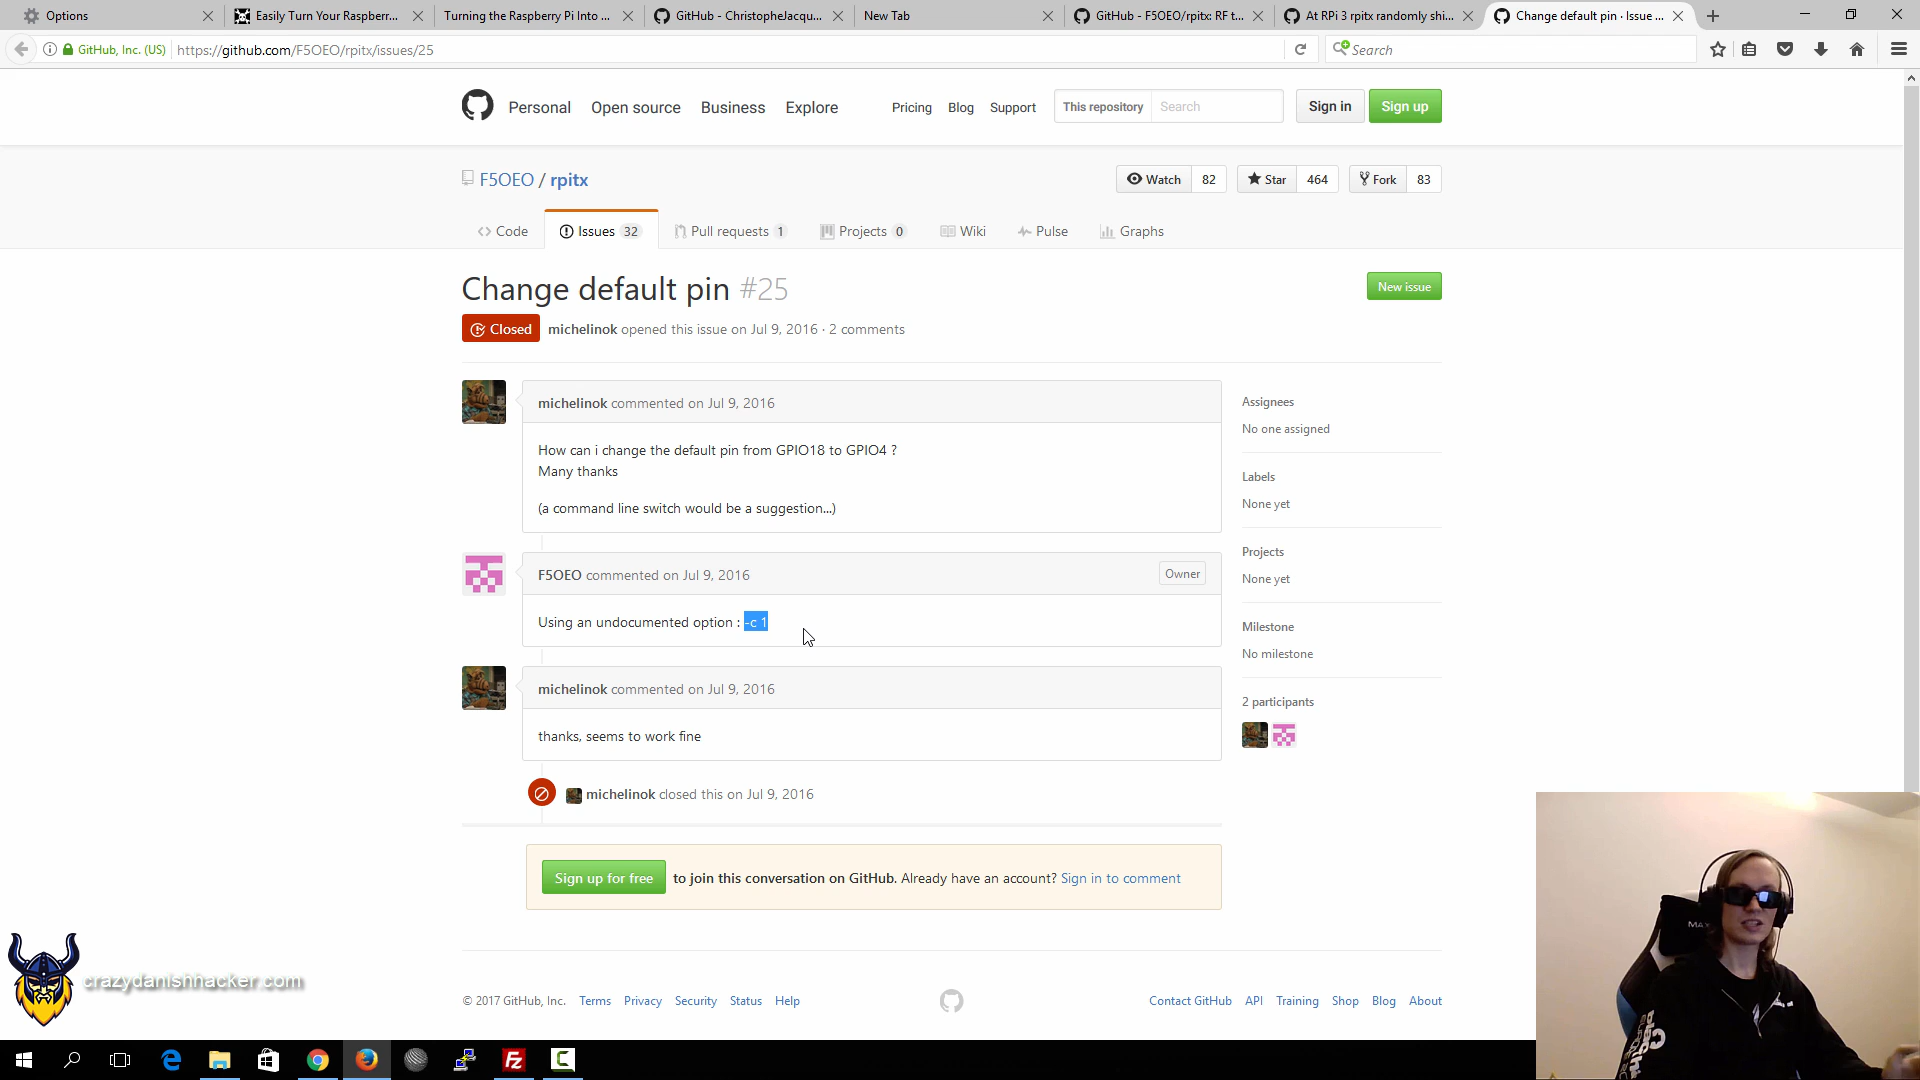 Options
Easily Turn Your Raspberr...
Turning the Raspberry Pi Into ...
GitHub - ChristopheJacqu...
New Tab
GitHub - F5OEO/rpitx: RF t...
At RPi 3 rpitx randomly shi...
Change default pin · Issue ...
GitHub, Inc. (US)
https://github.com/F5OEO/rpitx/issues/25
Search
Personal Open source Business Explore
Pricing Blog Support
This repository Search
Sign in Sign up
F5OEO / rpitx
Watch 82 Star 464 Fork 83
Code Issues 32 Pull requests 1 Projects 0 Wiki Pulse Graphs
Change default pin #25
New issue
Closed michelinok opened this issue on Jul 9, 2016 · 2 comments
michelinok commented on Jul 9, 2016
How can i change the default pin from GPIO18 to GPIO4 ?
Many thanks
(a command line switch would be a suggestion...)
F5OEO commented on Jul 9, 2016 Owner
Using an undocumented option : -c 1
michelinok commented on Jul 9, 2016
thanks, seems to work fine
michelinok closed this on Jul 9, 2016
Assignees
No one assigned
Labels
None yet
Projects
None yet
Milestone
No milestone
2 participants
Sign up for free to join this conversation on GitHub. Already have an account? Sign in to comment
© 2017 GitHub, Inc. Terms Privacy Security Status Help
Contact GitHub API Training Shop Blog About
crazydanishhacker.com
MAX